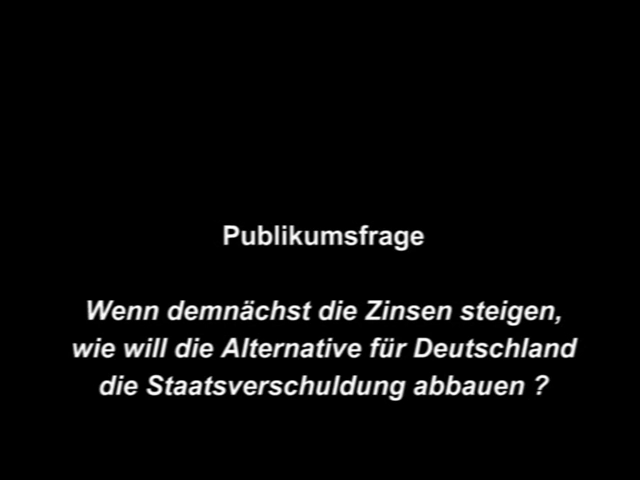 Publikumsfrage
Wenn demnächst die Zinsen steigen,
wie will die Alternative für Deutschland
die Staatsverschuldung abbauen ?